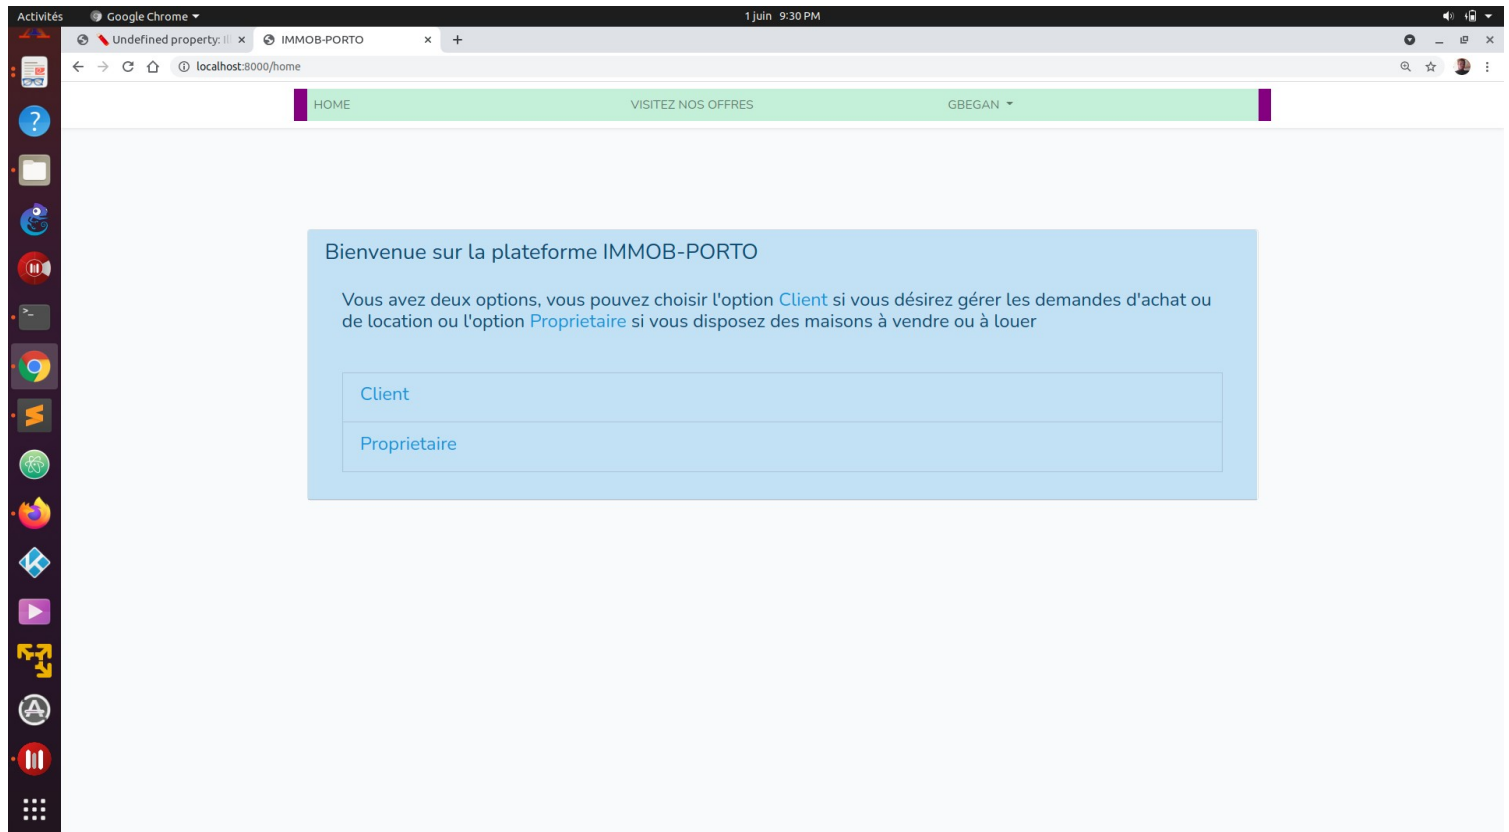 Activités
Google Chrome
1 juin 9:30 PM
Undefined property: Il
IMMOB-PORTO
localhost:8000/home
HOME
VISITEZ NOS OFFRES
GBEGAN
Bienvenue sur la plateforme IMMOB-PORTO
Vous avez deux options, vous pouvez choisir l'option Client si vous désirez gérer les demandes d'achat ou
de location ou l'option Proprietaire si vous disposez des maisons à vendre ou à louer
Client
Proprietaire